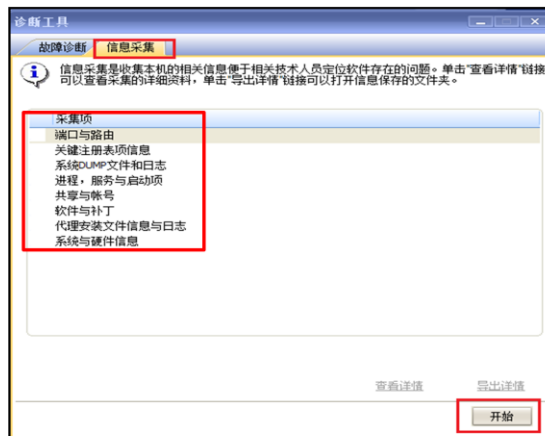 诊断工具
故障诊断 信息采集
信息采集是收集本机的相关信息便于相关技术人员定位软件存在的问题。单击"查看详情"链接
可以查看采集的详细资料，单击"导出详情"链接可以打开信息保存的文件夹。
采集项
端口与路由
关键注册表项信息
系统DUMP文件和日志
进程，服务与启动项
共享与帐号
软件与补丁
代理安装文件信息与日志
系统与硬件信息
查看详情 导出详情
开始